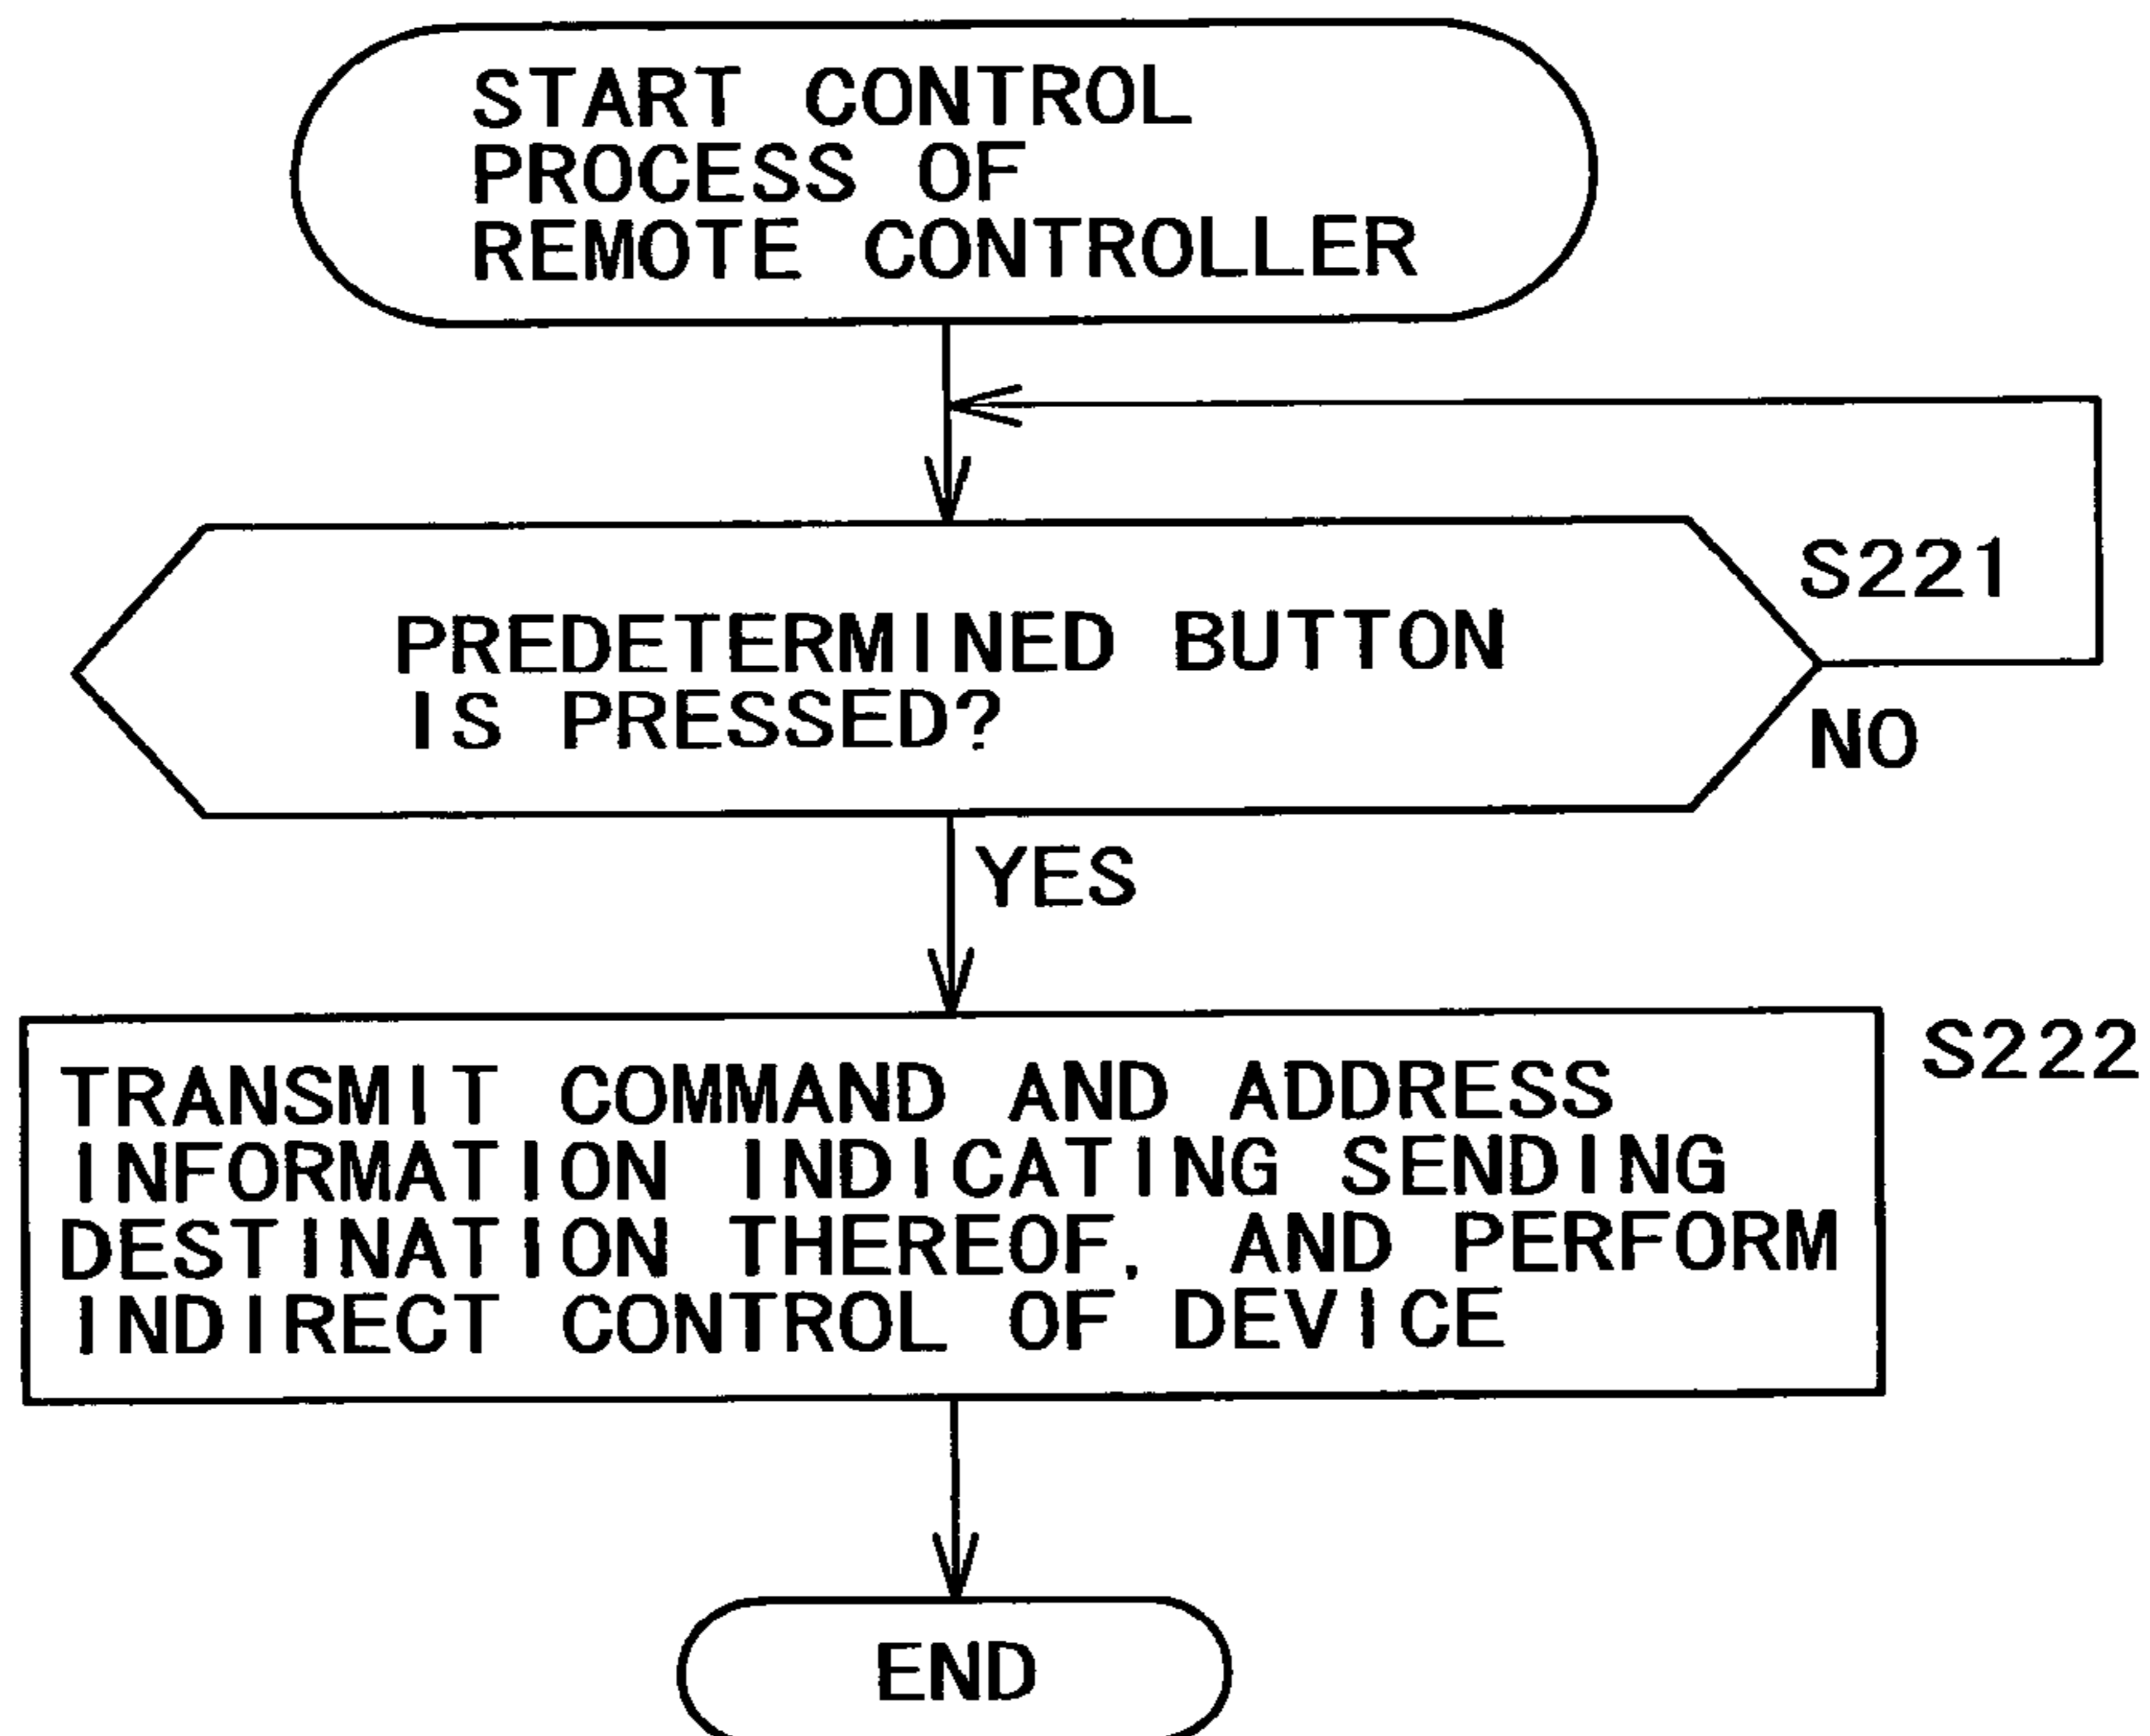 START CONTROL
PROCESS OF
REMOTE CONTROLLER
S221
PREDETERMINED BUTTON
IS PRESSED?
NO
YES
S222
TRANSMIT COMMAND AND ADDRESS
INFORMATION INDICATING SENDING
DESTINATION THEREOF, AND PERFORM
INDIRECT CONTROL OF DEVICE
END